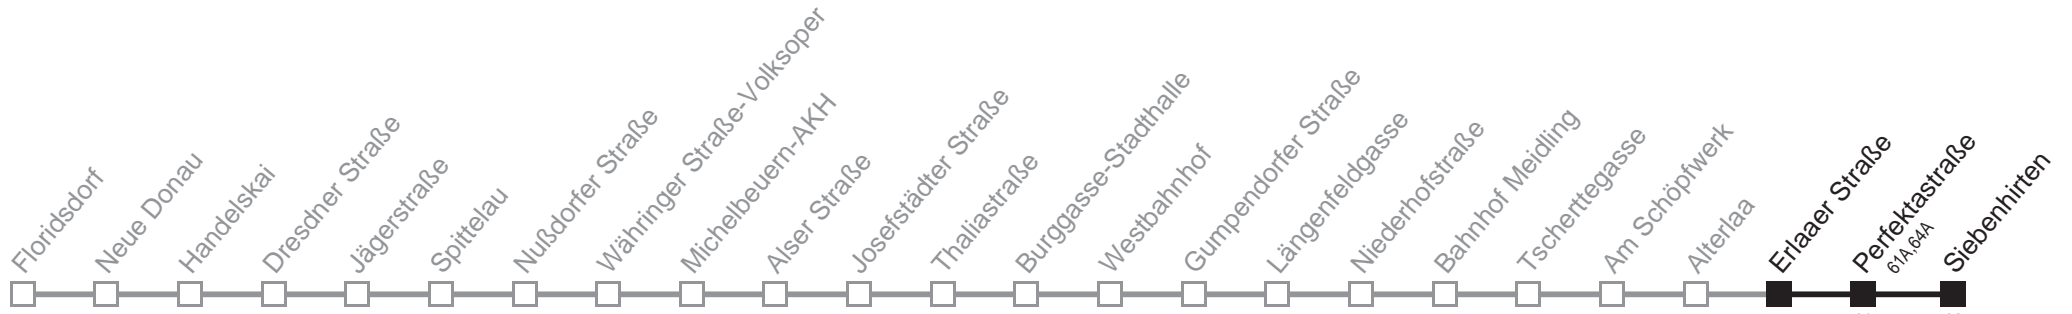 Floridsdorf
Neue Donau
Handelskai
Dresdner Straße
Jägerstraße
Spittelau
Nußdorfer Straße
Währinger Straße-Volksoper
Michelbeuern-AKH
Alser Straße
Josefstädter Straße
Thaliastraße
Burggasse-Stadthalle
Westbahnhof
Gumpendorfer Straße
Längenfeldgasse
Niederhofstraße
Bahnhof Meidling
Tscherttegasse
Am Schöpfwerk
Alterlaa
Erlaaer Straße
Perfektastraße
61A,64A
Siebenhirten